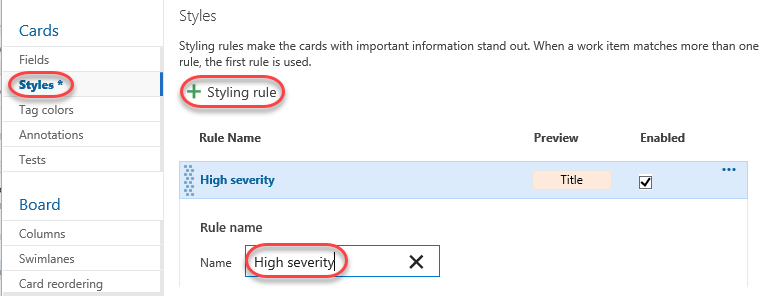 Cards
Fields
Styles *
Tag colors
Annotations
Tests
Board
Columns
Swimlanes
Card reordering
Styles
Styling rules make the cards with important information stand out. When a work item matches more than one
rule, the first rule is used.
+ Styling rule
Rule Name Preview Enabled
High severity Title ...
Rule name
Name High severity